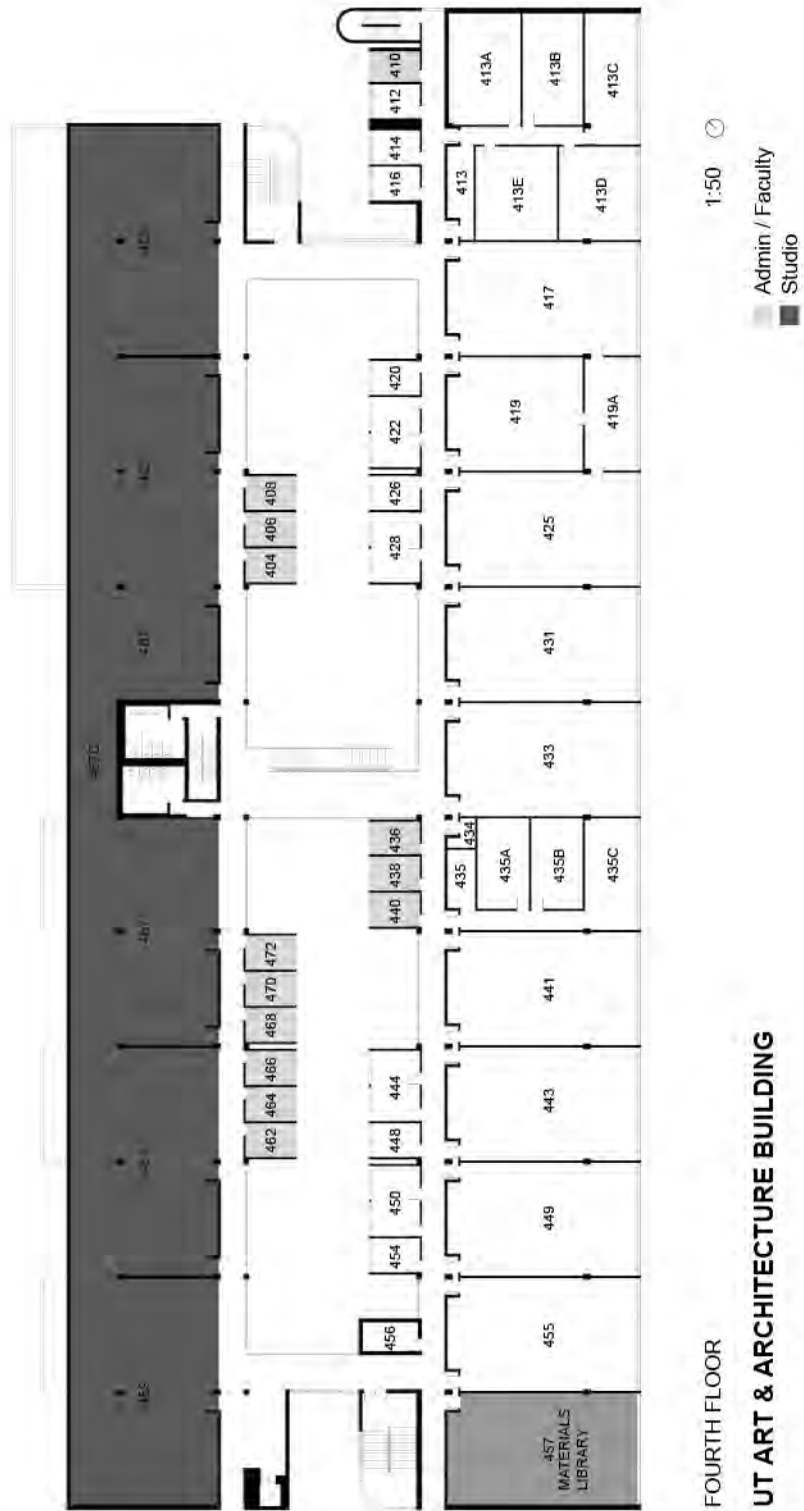 462 464 466 468 470 472 404 406 408
456 454 450 448 444 440 438 436 428 426 422 420 416 414 412 410
434
435 413
435A 413A
413E
457
MATERIALS
LIBRARY
455 449 443 441 435B 433 431 425 419 417 413B
435C 419A 413D 413C
FOURTH FLOOR 1:50
UT ART & ARCHITECTURE BUILDING
Admin / Faculty
Studio